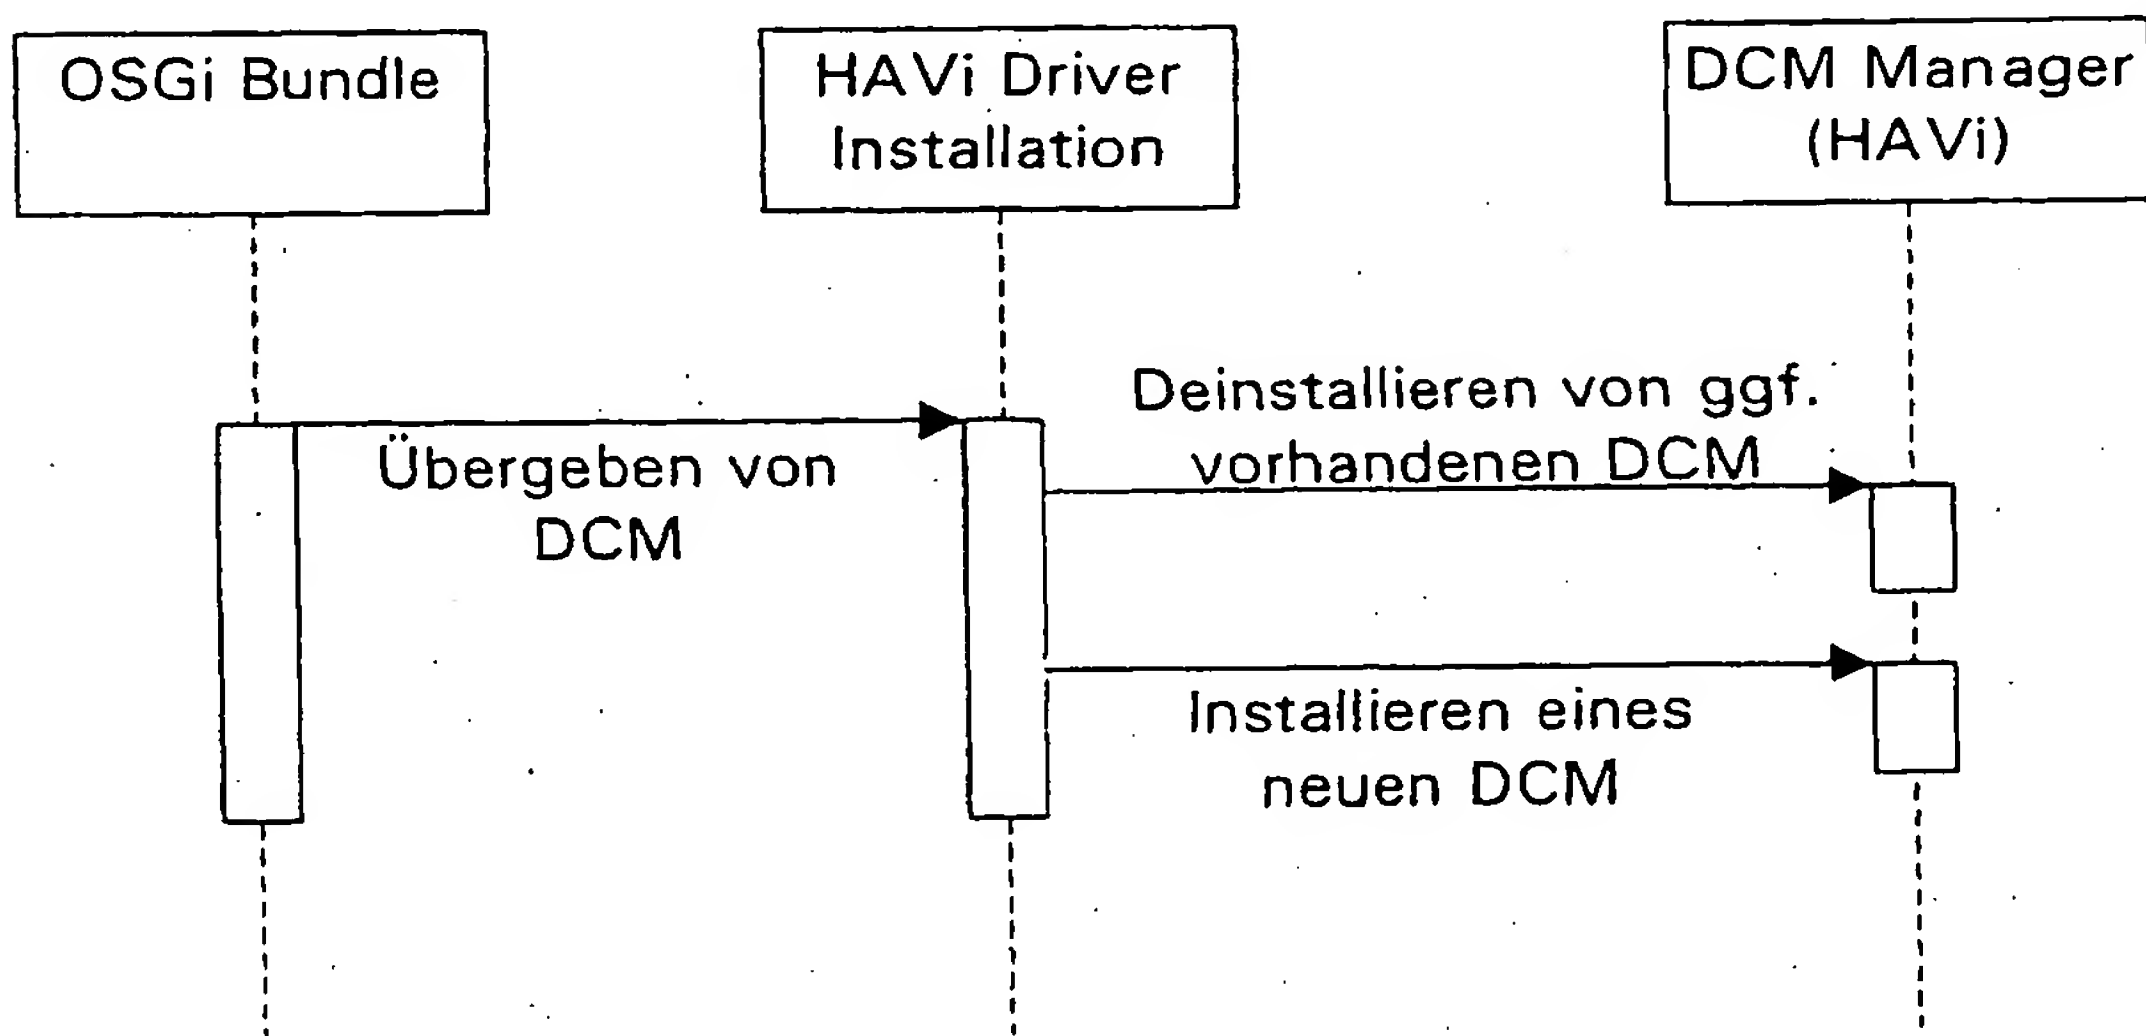 OSGi Bundle
HAVi Driver
Installation
DCM Manager
(HAVi)
Übergeben von
DCM
Deinstallieren von ggf.
vorhandenen DCM
Installieren eines
neuen DCM